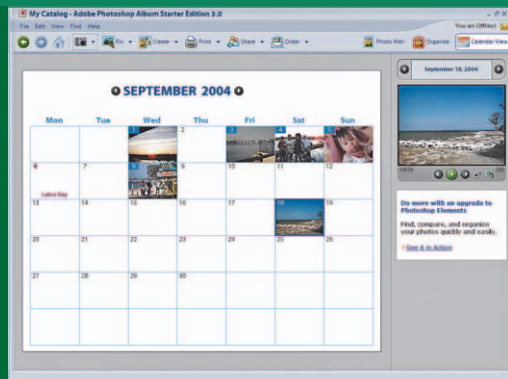 My Catalog - Adobe Photoshop Album Starter Edition 3.0
File Edit View Find Help
You are Offline!
Fix Create Print Share Order Photo Well Organize Calendar View
SEPTEMBER 2004
September 18, 2004
Mon Tue Wed Thu Fri Sat Sun
1 2 3 4 5
6 7 8 9 10 11 12
Labor Day
13 14 15 16 17 18 19
20 21 22 23 24 25 26
27 28 29 30
Do more with an upgrade to
Photoshop Elements
Find, compare, and organize
your photos quickly and easily.
See it in Action